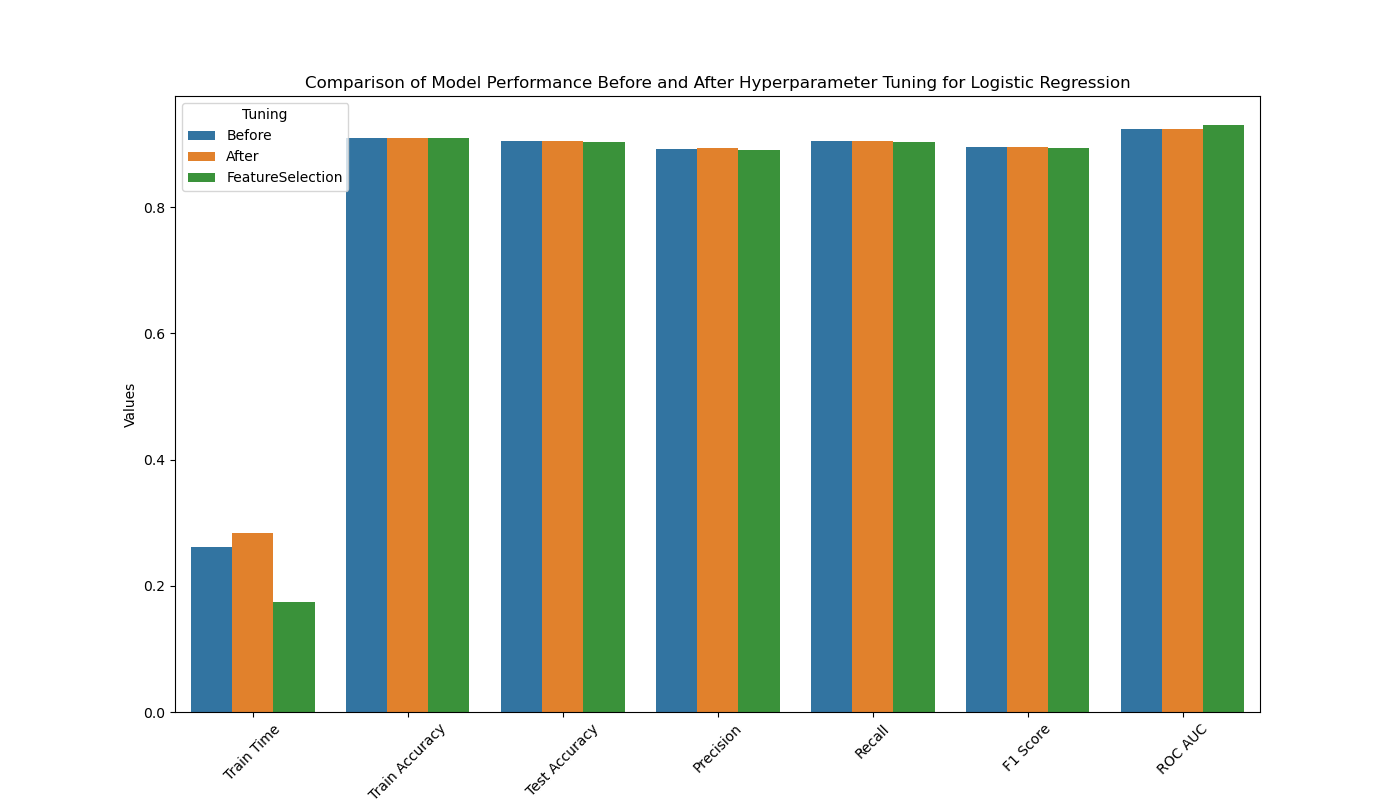 Comparison of Model Performance Before and After Hyperparameter Tuning for Logistic Regression
Tuning
Before
After
FeatureSelection
Values
0.8
0.6
0.4
0.2
0.0
Train Time
Train Accuracy
Test Accuracy
Precision
Recall
F1 Score
ROC AUC